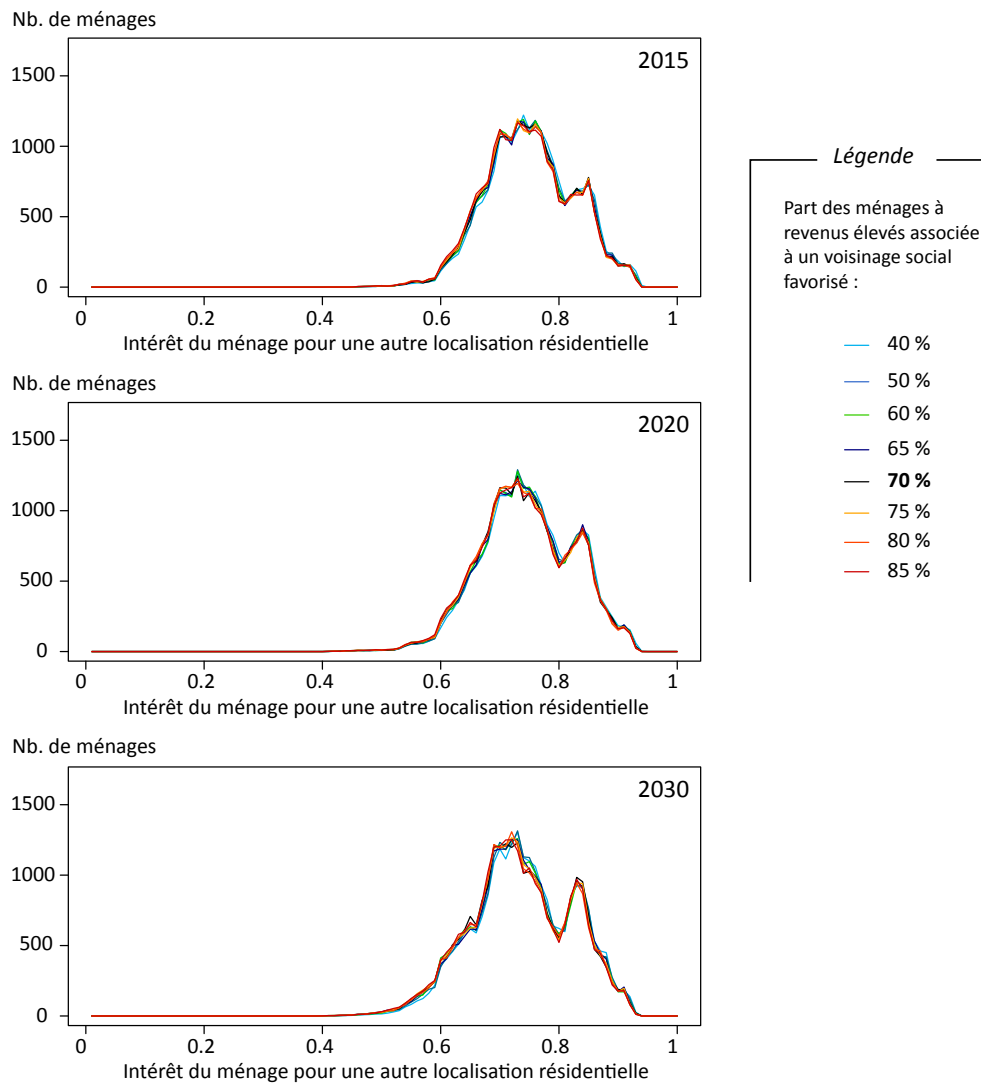 Nb. de ménages
2015
1500
1000
500
0
0 0.2 0.4 0.6 0.8 1
Intérêt du ménage pour une autre localisation résidentielle
Nb. de ménages
2020
1500
1000
500
0
0 0.2 0.4 0.6 0.8 1
Intérêt du ménage pour une autre localisation résidentielle
Nb. de ménages
2030
1500
1000
500
0
0 0.2 0.4 0.6 0.8 1
Intérêt du ménage pour une autre localisation résidentielle
Légende
Part des ménages à
revenus élevés associée
à un voisinage social
favorisé :
40 %
50 %
60 %
65 %
70 %
75 %
80 %
85 %